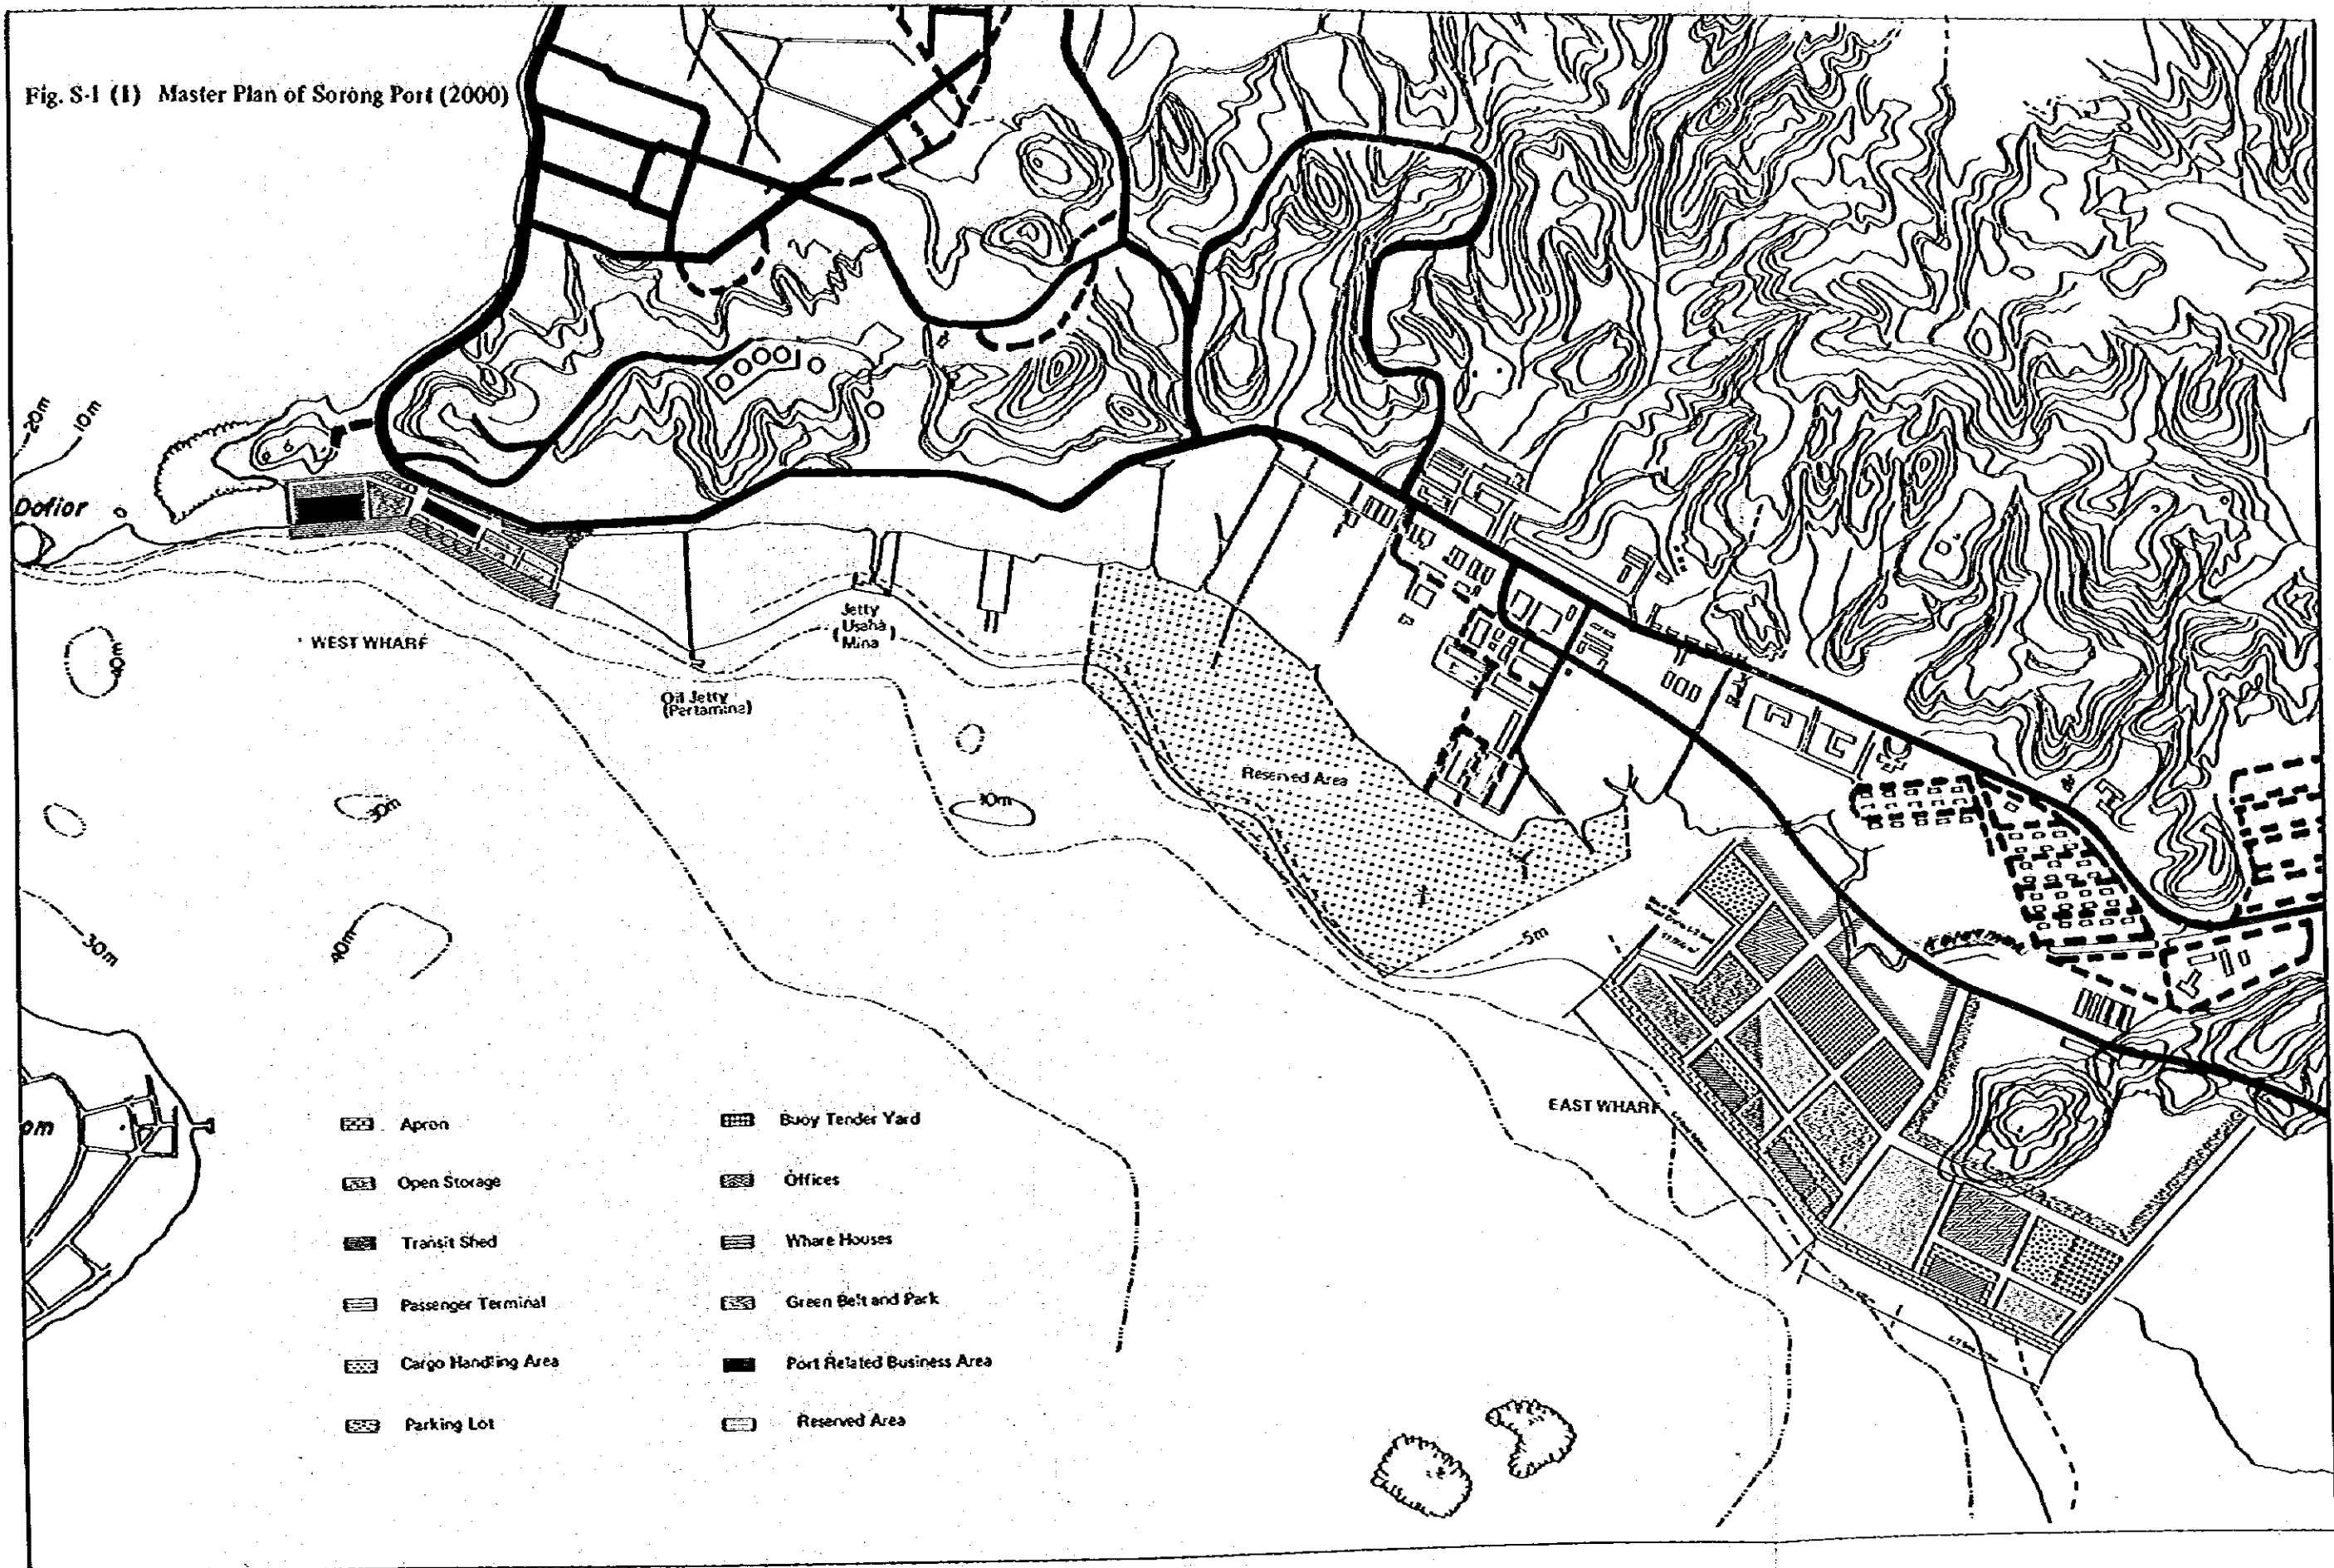 Fig. S-1 (1) Master Plan of Sorong Port (2000)
20m
10m
Dofior
WEST WHARF
Jetty
( Usaha )
Mina
Oil Jetty
(Pertamina)
Reserved Area
30m
10m
30m
40m
5m
EAST WHARF
om
Apron
Open Storage
Transit Shed
Passenger Terminal
Cargo Handling Area
Parking Lot
Buoy Tender Yard
Offices
Whare Houses
Green Belt and Park
Port Related Business Area
Reserved Area